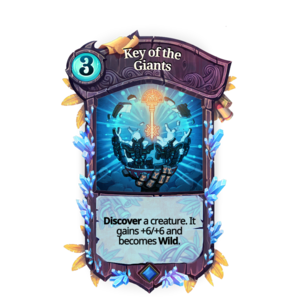 3
Key of the
Giants
Discover a creature. It
gains +6/+6 and
becomes Wild.